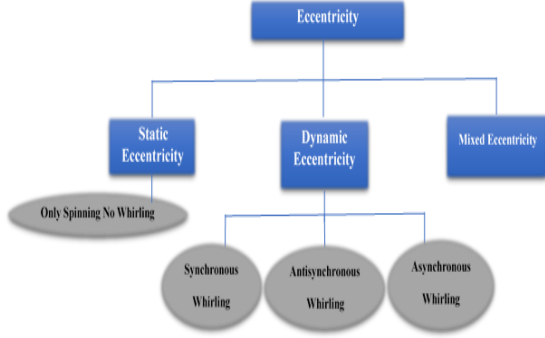 Eccentricity
Static
Eccentricity
Dynamic
Eccentricity
Mixed Eccentricity
Only Spinning No Whirling
Synchronous
Whirling
Antisynchronous
Whirling
Asynchronous
Whirling